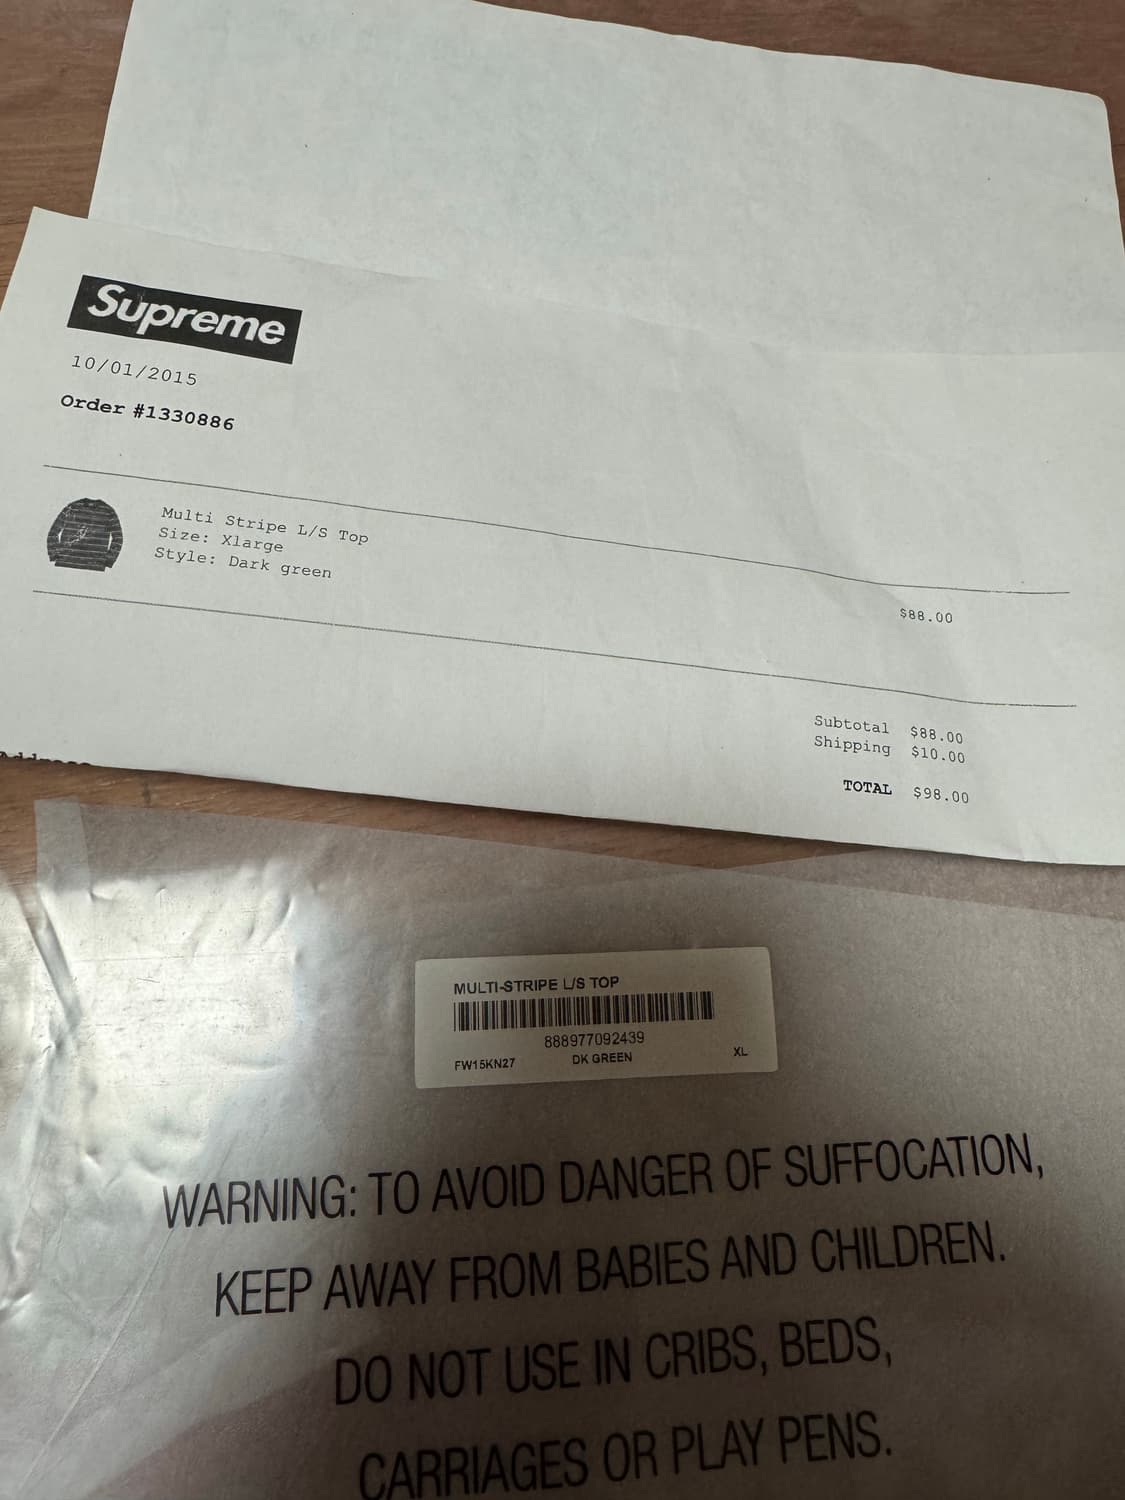 Supreme
10/01/2015
Order #1330886
Multi Stripe L/S Top
Size: Xlarge
Style: Dark green
$88.00
Subtotal $88.00
Shipping $10.00
TOTAL $98.00
MULTI-STRIPE L/S TOP
888977092439
FW15KN27 DK GREEN XL
WARNING: TO AVOID DANGER OF SUFFOCATION,
KEEP AWAY FROM BABIES AND CHILDREN.
DO NOT USE IN CRIBS, BEDS,
CARRIAGES OR PLAY PENS.